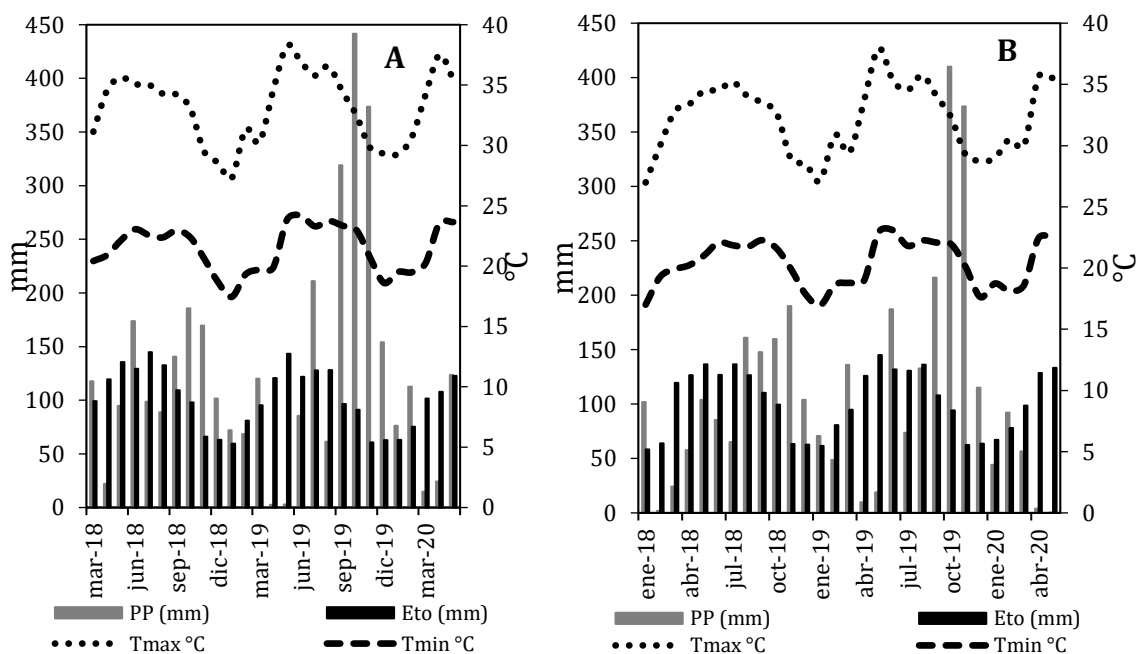 A
450
400
350
300
250
200
150
100
50
0
mm
40
35
30
25
20
15
10
5
0
°C
mar-18
jun-18
sep-18
dic-18
mar-19
jun-19
sep-19
dic-19
mar-20
PP (mm)
Eto (mm)
Tmax °C
Tmin °C
B
450
400
350
300
250
200
150
100
50
0
mm
40
35
30
25
20
15
10
5
0
°C
ene-18
abr-18
jul-18
oct-18
ene-19
abr-19
jul-19
oct-19
ene-20
abr-20
PP (mm)
Eto (mm)
Tmax °C
Tmin °C